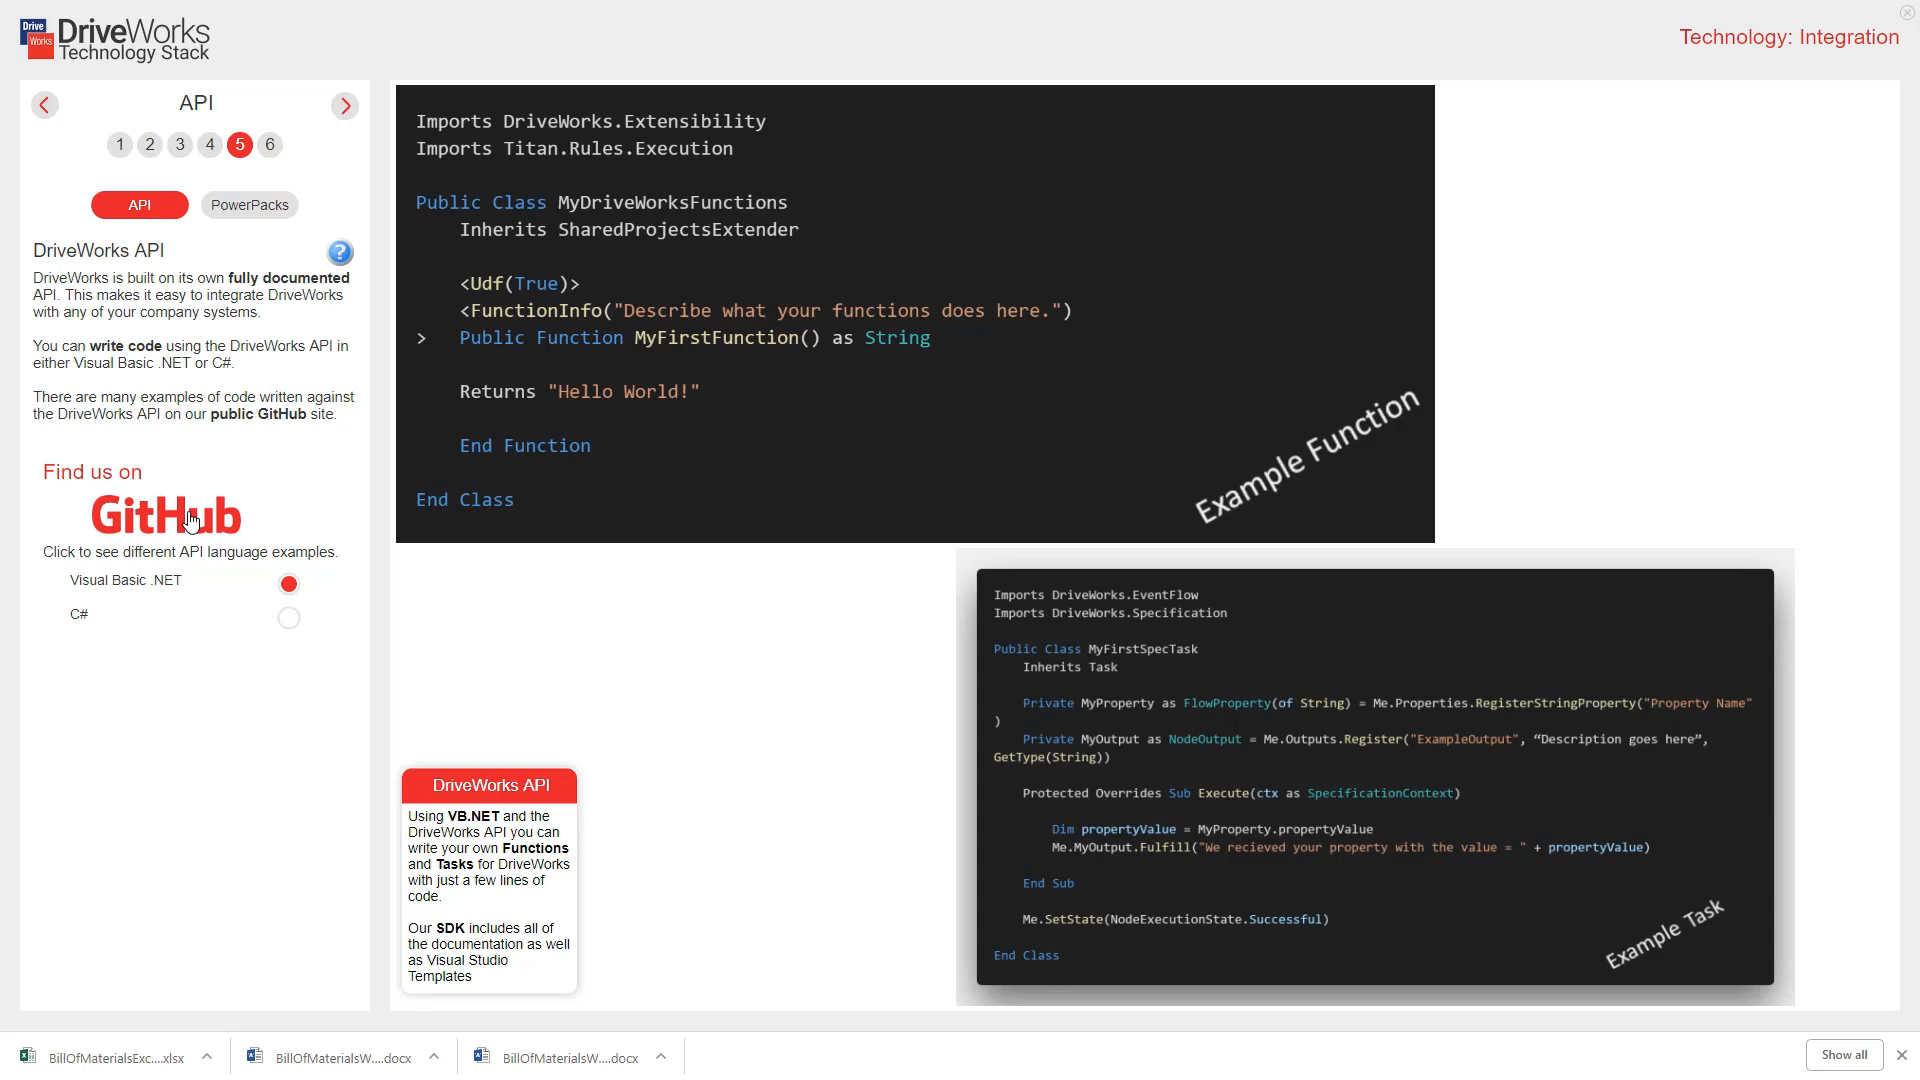 Drive
Works
DriveWorks
Technology Stack
Technology: Integration
API
1 2 3 4 5 6
API PowerPacks
DriveWorks API
?
DriveWorks is built on its own fully documented
API. This makes it easy to integrate DriveWorks
with any of your company systems.
You can write code using the DriveWorks API in
either Visual Basic .NET or C#.
There are many examples of code written against
the DriveWorks API on our public GitHub site.
Find us on
GitHub
Click to see different API language examples.
Visual Basic .NET
C#
Imports DriveWorks.Extensibility
Imports Titan.Rules.Execution
Public Class MyDriveWorksFunctions
Inherits SharedProjectsExtender
<Udf(True)>
<FunctionInfo("Describe what your functions does here.")
> Public Function MyFirstFunction() as String
Returns "Hello World!"
End Function
End Class
Example Function
DriveWorks API
Using VB.NET and the
DriveWorks API you can
write your own Functions
and Tasks for DriveWorks
with just a few lines of
code.
Our SDK includes all of
the documentation as well
as Visual Studio
Templates
Imports DriveWorks.EventFlow
Imports DriveWorks.Specification
Public Class MyFirstSpecTask
Inherits Task
Private MyProperty as FlowProperty(of String) = Me.Properties.RegisterStringProperty("Property Name"
)
Private MyOutput as NodeOutput = Me.Outputs.Register("ExampleOutput", “Description goes here”,
GetType(String))
Protected Overrides Sub Execute(ctx as SpecificationContext)
Dim propertyValue = MyProperty.propertyValue
Me.MyOutput.Fulfill("We recieved your property with the value = " + propertyValue)
End Sub
Me.SetState(NodeExecutionState.Successful)
End Class
Example Task
BillOfMaterialsExc....xlsx
BillOfMaterialsW....docx
BillOfMaterialsW....docx
Show all